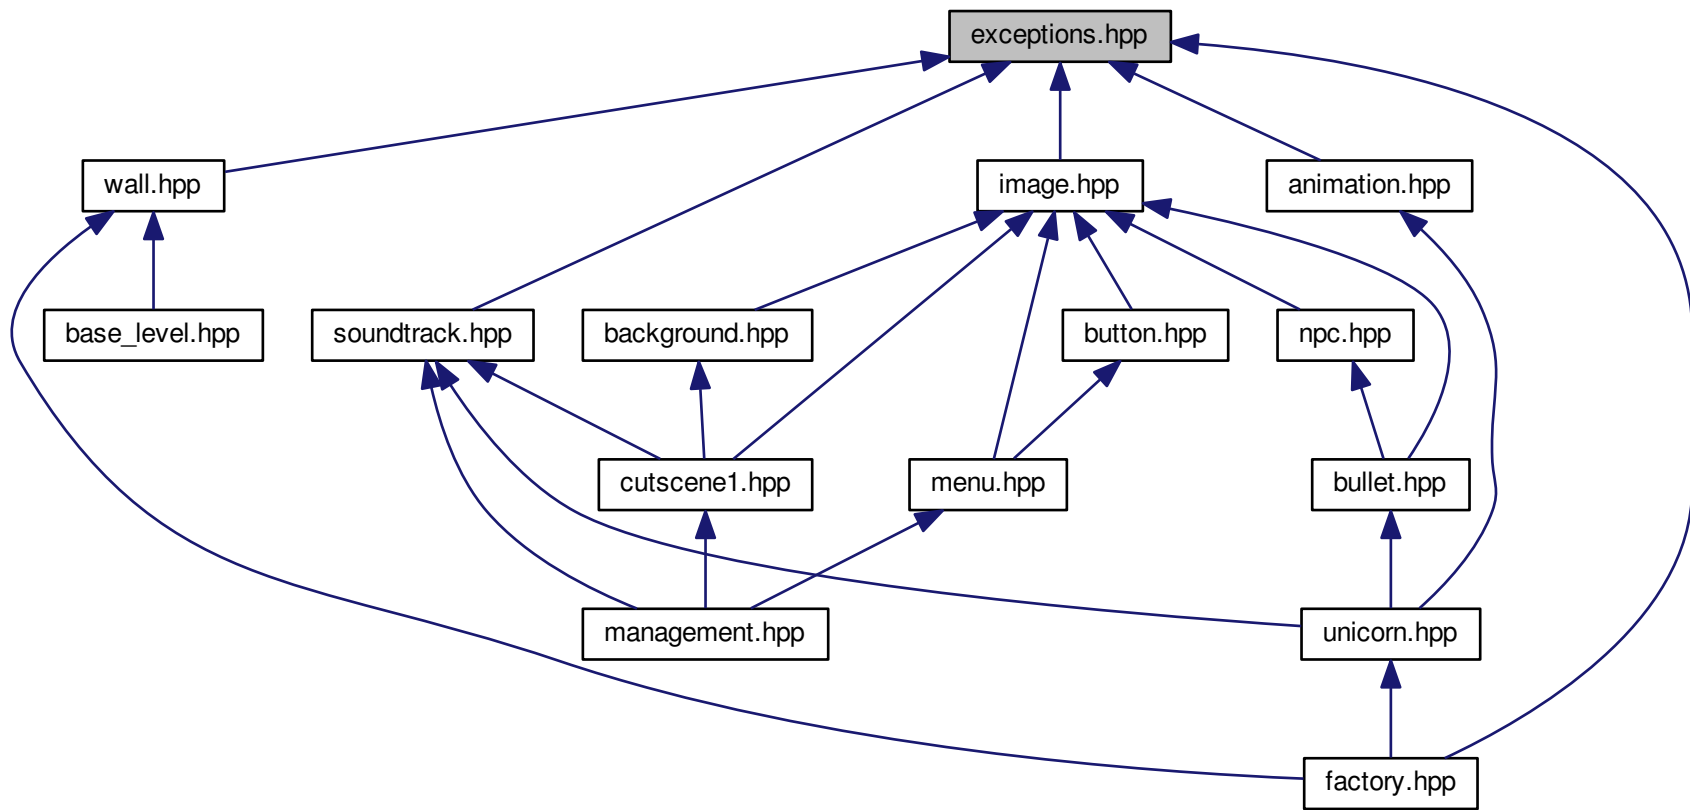 exceptions.hpp
wall.hpp
image.hpp
animation.hpp
base_level.hpp
soundtrack.hpp
background.hpp
button.hpp
npc.hpp
cutscene1.hpp
menu.hpp
bullet.hpp
management.hpp
unicorn.hpp
factory.hpp